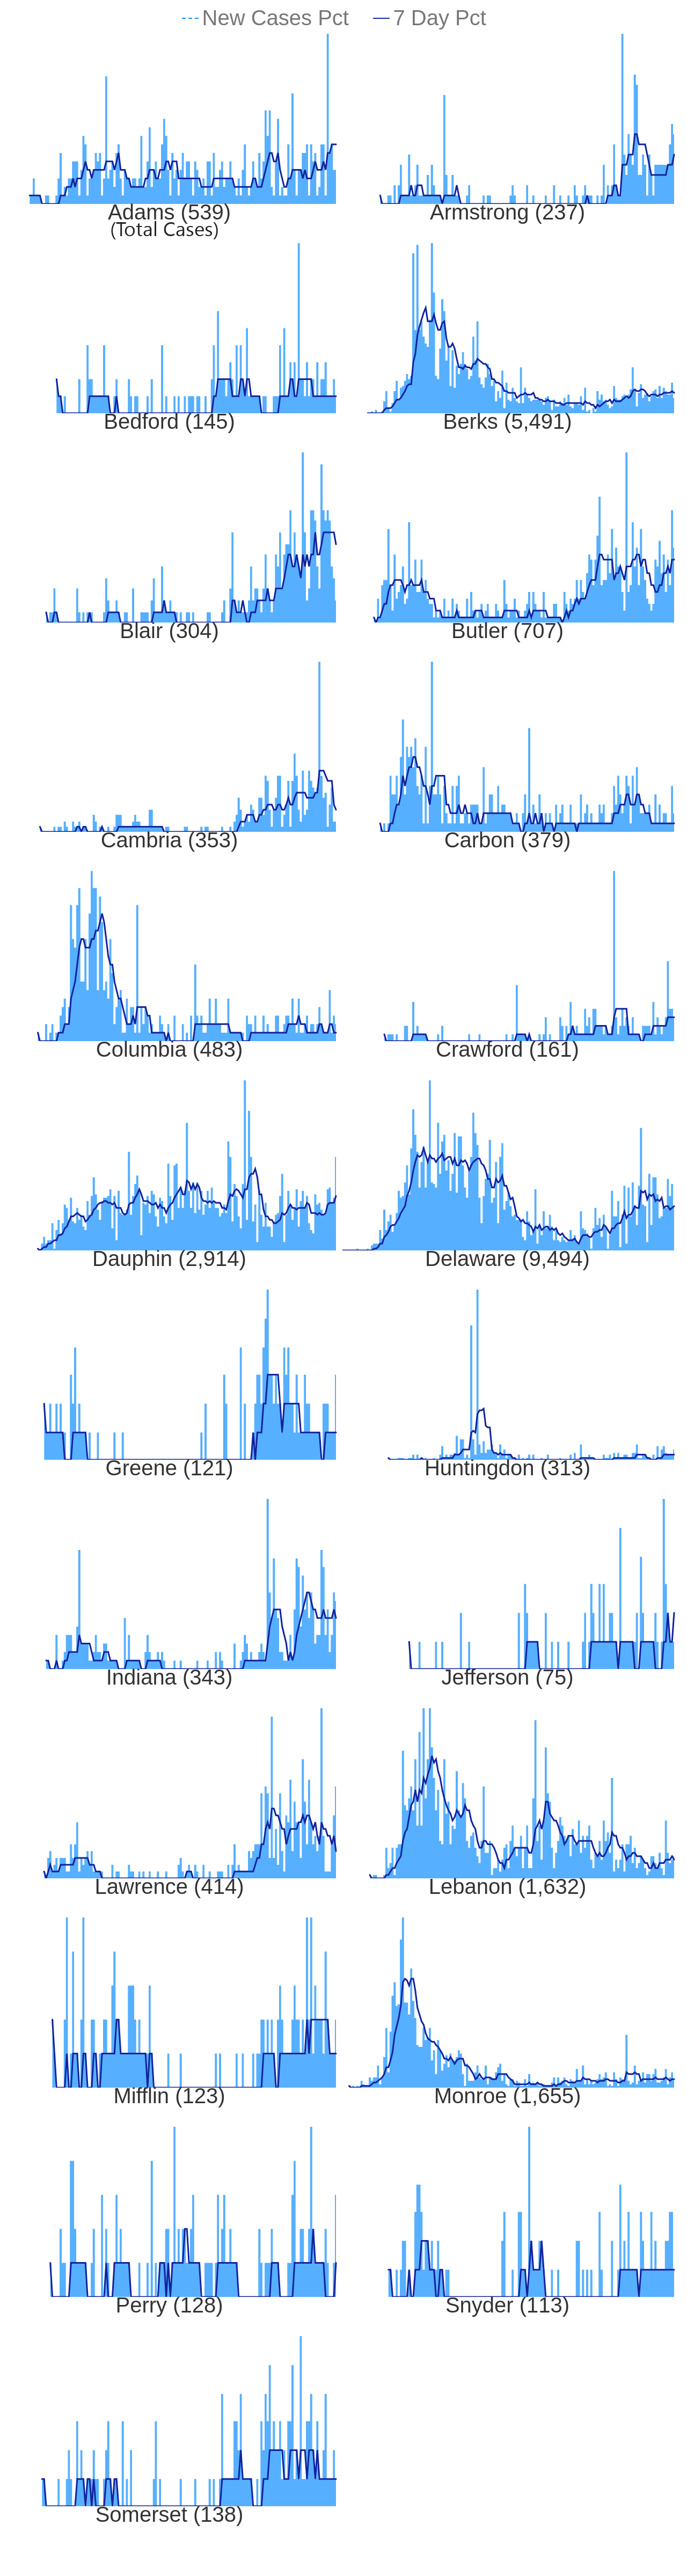 New Cases Pct 7 Day Pct
Adams (539) Armstrong (237)
(Total Cases)
Bedford (145) Berks (5,491)
Blair (304) Butler (707)
Cambria (353) Carbon (379)
Columbia (483) Crawford (161)
Dauphin (2,914) Delaware (9,494)
Greene (121) Huntingdon (313)
Indiana (343) Jefferson (75)
Lawrence (414) Lebanon (1,632)
Mifflin (123) Monroe (1,655)
Perry (128) Snyder (113)
Somerset (138)